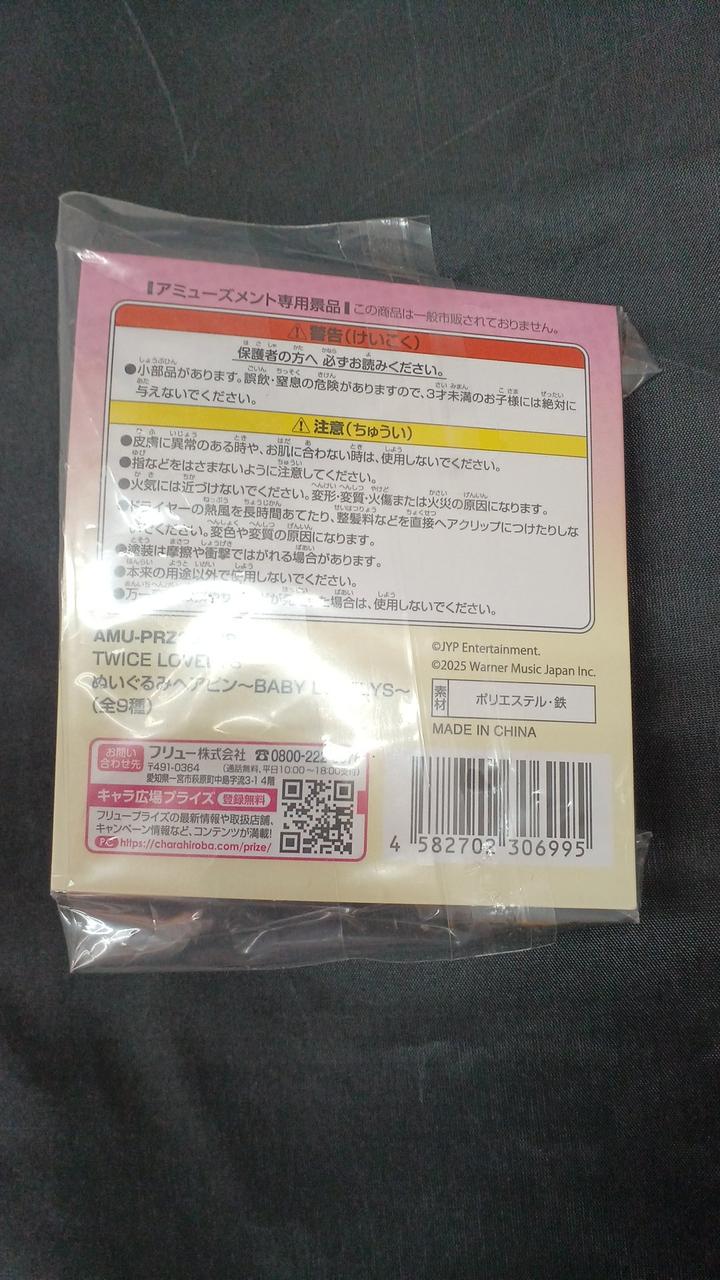 アミューズメント専用景品 この商品は一般市販されておりません。
⚠警告(けいこく)
保護者の方へ 必ずお読みください。
●小部品があります。誤飲・窒息の危険がありますので、3才未満のお子様には絶対に
与えないでください。
⚠注意(ちゅうい)
●皮膚に異常のある時や、お肌に合わない時は、使用しないでください。
●指などをはさまないように注意してください。
●火気には近づけないでください。変形・変質・火傷または火災の原因になります。
●ドライヤーの熱風を長時間あてたり、整髪料などを直接ヘアクリップにつけたりしな
いでください。変色や変質の原因になります。
●塗装は摩擦や衝撃ではがれる場合があります。
●本来の用途以外で使用しないでください。
●万一 た場合は、使用しないでください。
TWICE
ぬいぐるみヘアピン〜BABY
(全9種)
©JYP Entertainment.
©2025 Warner Music Japan Inc.
素材 ポリエステル・鉄
MADE IN CHINA
お問い合わせ先 フリュー株式会社 ☎0800-22
〒491-0364 (通話無料、平日10:00〜18:00受付)
愛知県一宮市萩原町中島字流3-1 4階
キャラ広場プライズ 登録無料
フリュープライズの最新情報や取扱店舗、
キャンペーン情報など、コンテンツが満載!
PC https://charahiroba.com/prize/
4 582702 306995